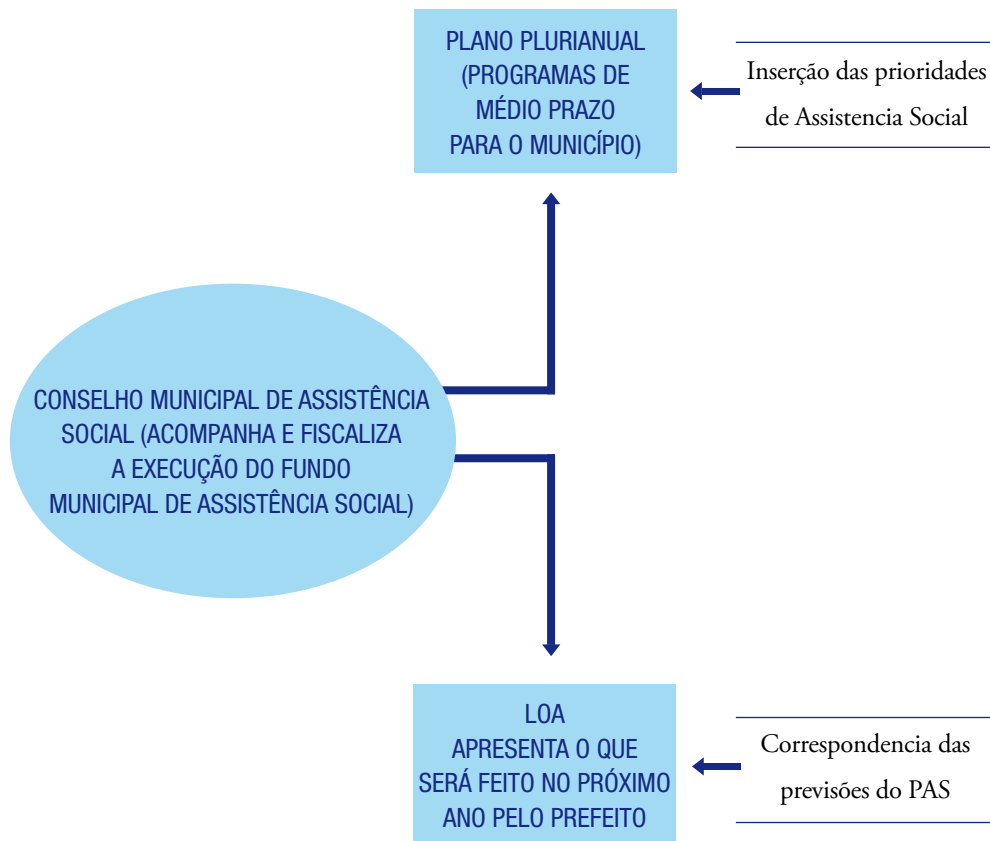 PLANO PLURIANUAL
(PROGRAMAS DE
MÉDIO PRAZO
PARA O MUNICÍPIO)
Inserção das prioridades
de Assistencia Social
CONSELHO MUNICIPAL DE ASSISTÊNCIA
SOCIAL (ACOMPANHA E FISCALIZA
A EXECUÇÃO DO FUNDO
MUNICIPAL DE ASSISTÊNCIA SOCIAL)
LOA
APRESENTA O QUE
SERÁ FEITO NO PRÓXIMO
ANO PELO PREFEITO
Correspondencia das
previsões do PAS